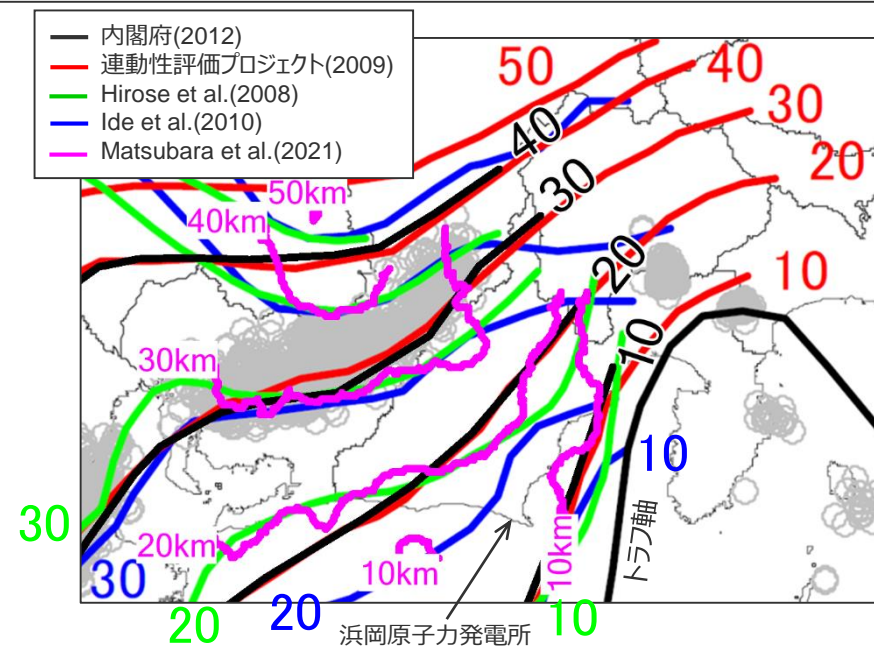 内閣府(2012)
連動性評価プロジェクト(2009)
Hirose et al.(2008)
Ide et al.(2010)
Matsubara et al.(2021)
50
40
30
20
10
40
30
20
10
50km
40km
30km
20km
10km
10km
10
30
30
20
20
10
トラフ軸
浜岡原子力発電所